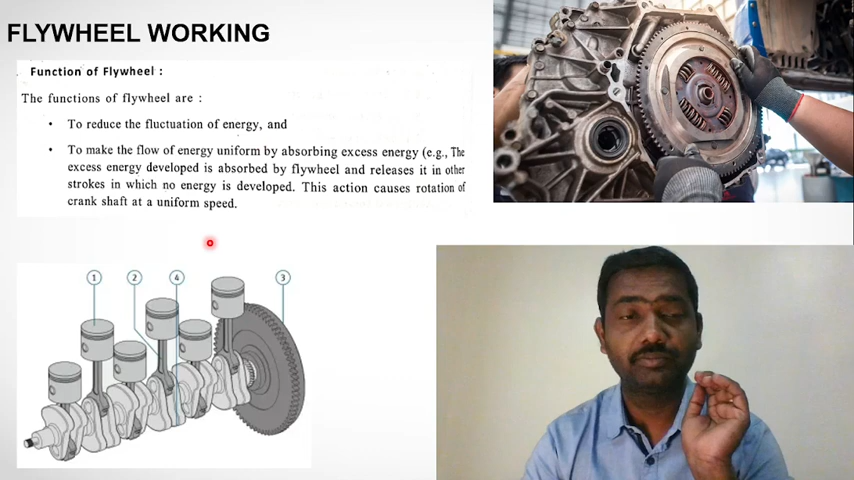 FLYWHEEL WORKING
Function of Flywheel :
The functions of flywheel are :
• To reduce the fluctuation of energy, and
• To make the flow of energy uniform by absorbing excess energy (e.g., The
excess energy developed is absorbed by flywheel and releases it in other
strokes in which no energy is developed. This action causes rotation of
crank shaft at a uniform speed.
1 2 4 3